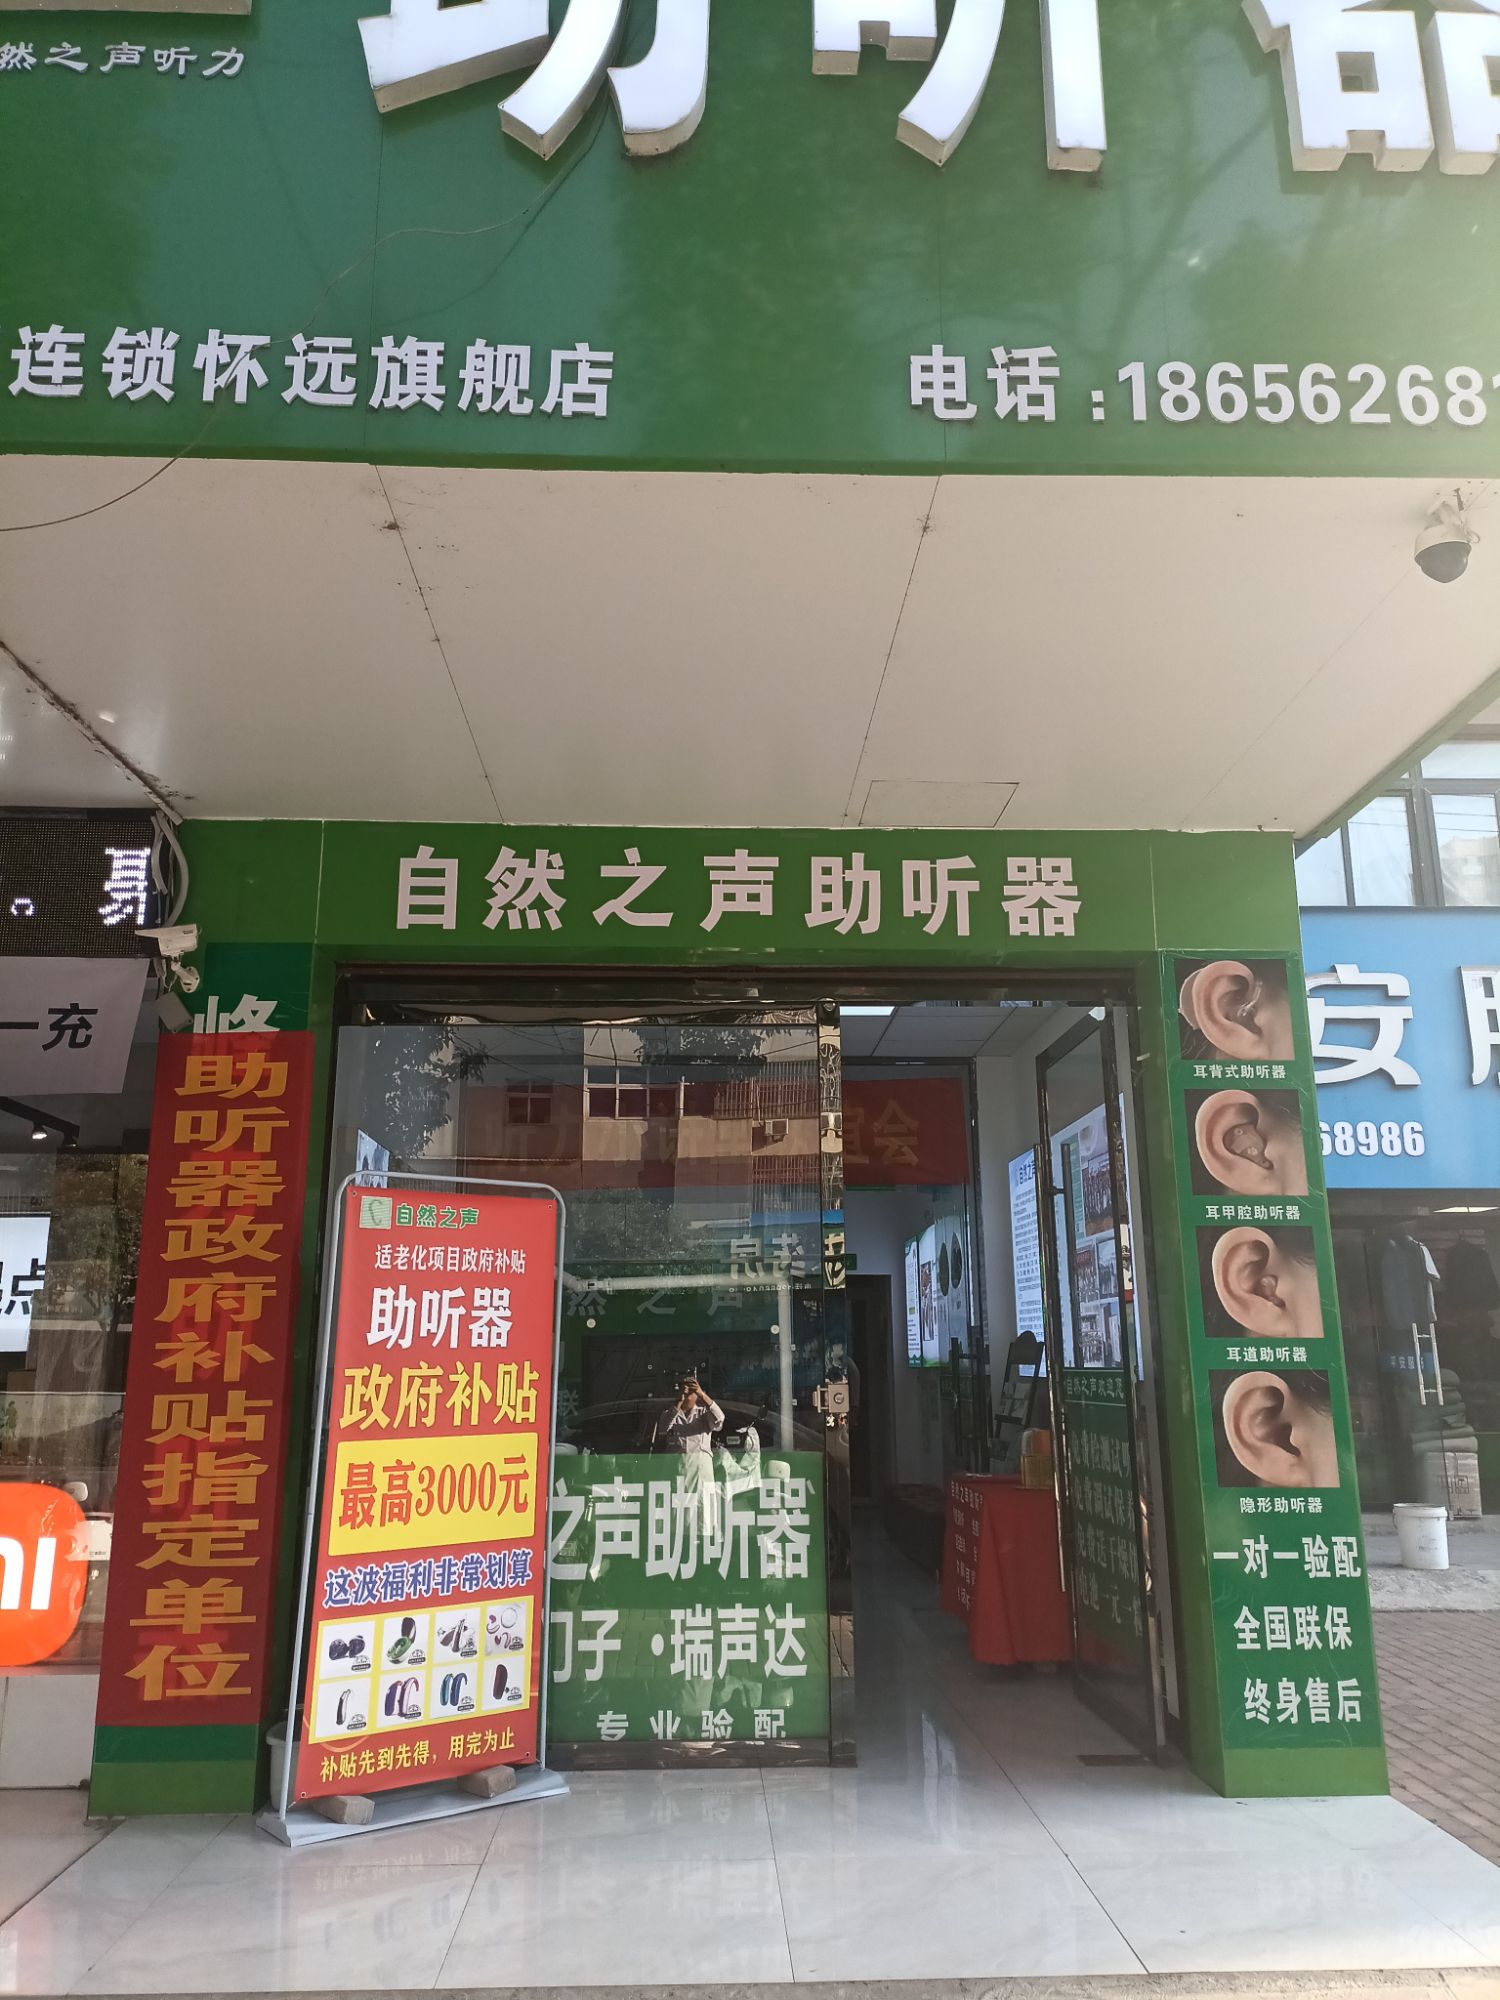 然之声听力
助听器
连锁怀远旗舰店
电话:186562681
自然之声助听器
一充
峰
助听器政府补贴指定单位
自然之声
适老化项目政府补贴
助听器
政府补贴
最高3000元
这波福利非常划算
补贴先到先得，用完为止
之声助听器
门子·瑞声达
专业验配
耳背式助听器
耳甲腔助听器
耳道助听器
隐形助听器
一对一验配
全国联保
终身售后
安
68986